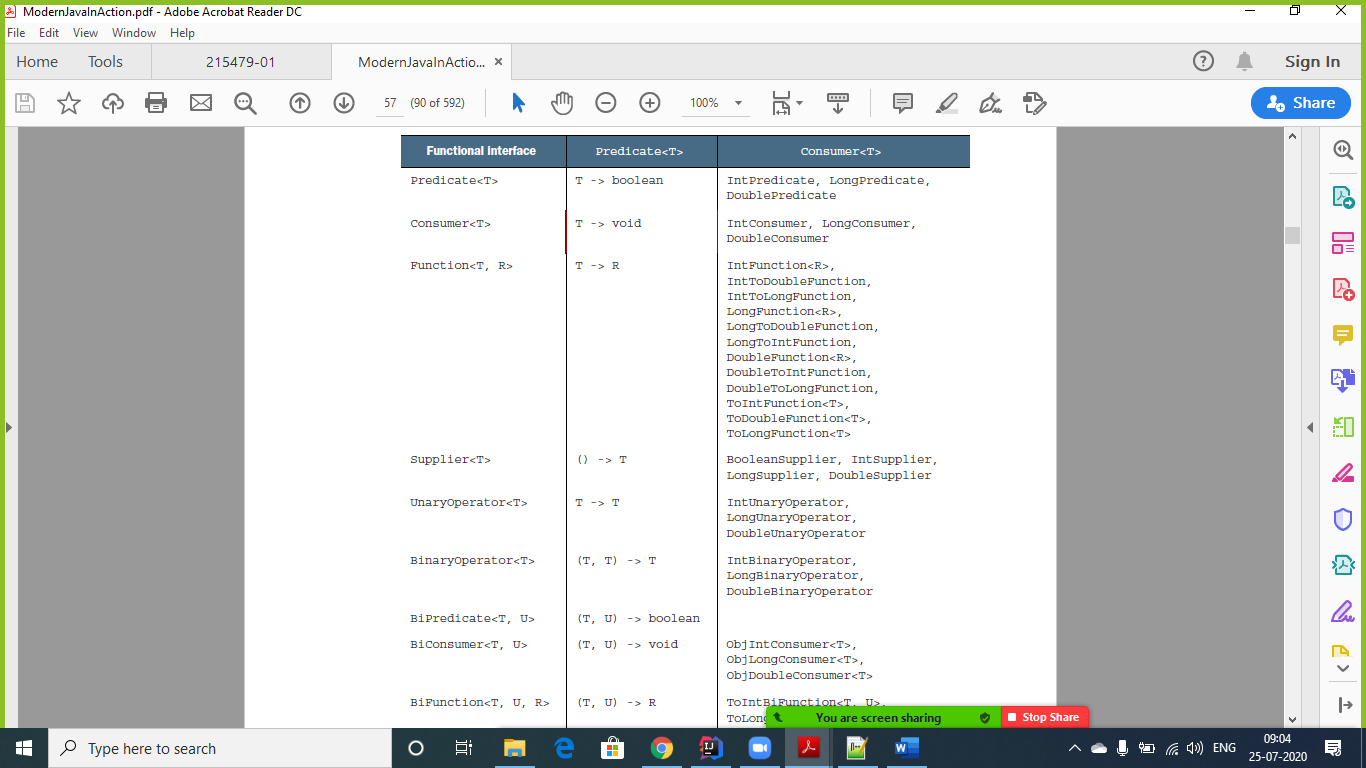 ModernJavaInAction.pdf - Adobe Acrobat Reader DC
File Edit View Window Help
Home Tools 215479-01 ModernJavaInActio... × Sign In
57 (90 of 592) 100% Share
Functional interface Predicate<T> Consumer<T>
Predicate<T> T -> boolean IntPredicate, LongPredicate,
DoublePredicate
Consumer<T> T -> void IntConsumer, LongConsumer,
DoubleConsumer
Function<T, R> T -> R IntFunction<R>,
IntToDoubleFunction,
IntToLongFunction,
LongFunction<R>,
LongToDoubleFunction,
LongToIntFunction,
DoubleFunction<R>,
DoubleToIntFunction,
DoubleToLongFunction,
ToIntFunction<T>,
ToDoubleFunction<T>,
ToLongFunction<T>
Supplier<T> () -> T BooleanSupplier, IntSupplier,
LongSupplier, DoubleSupplier
UnaryOperator<T> T -> T IntUnaryOperator,
LongUnaryOperator,
DoubleUnaryOperator
BinaryOperator<T> (T, T) -> T IntBinaryOperator,
LongBinaryOperator,
DoubleBinaryOperator
BiPredicate<T, U> (T, U) -> boolean
BiConsumer<T, U> (T, U) -> void ObjIntConsumer<T>,
ObjLongConsumer<T>,
ObjDoubleConsumer<T>
BiFunction<T, U, R> (T, U) -> R ToIntBiFunction<T, U>,
You are screen sharing Stop Share
Type here to search ENG 09:04
25-07-2020